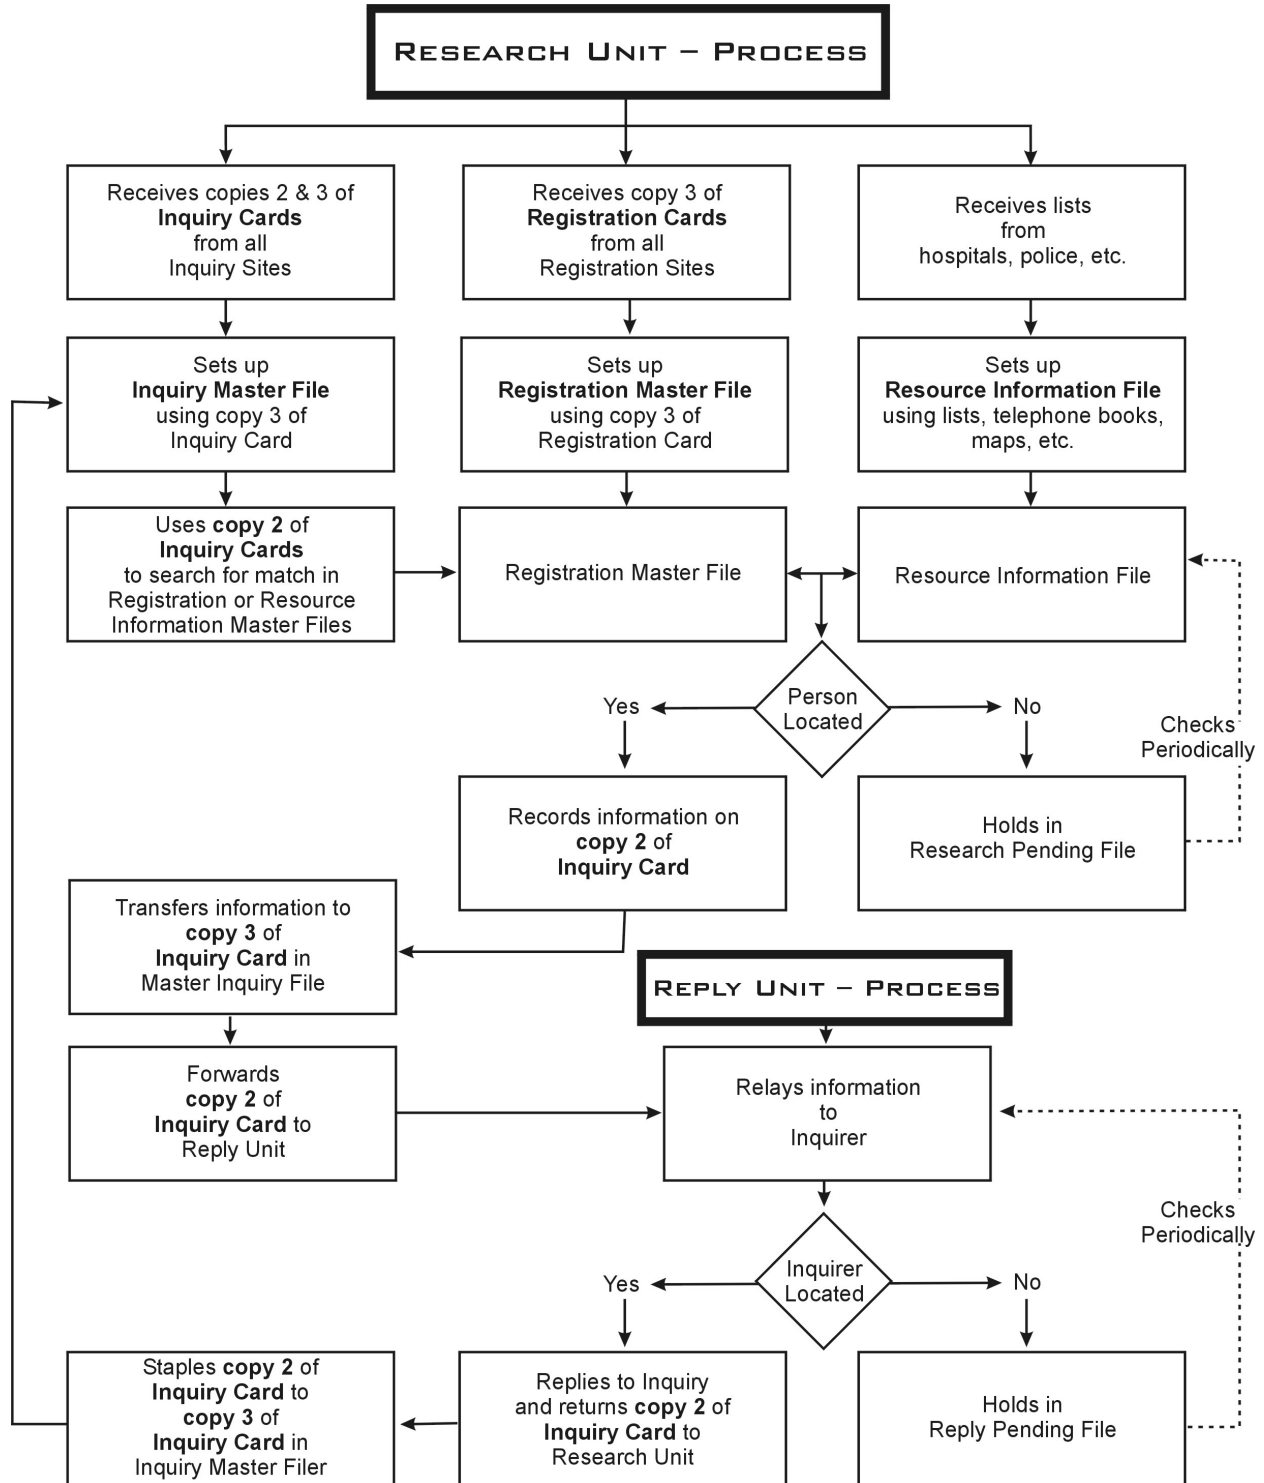 RESEARCH UNIT – PROCESS
Receives copies 2 & 3 of
Inquiry Cards
from all
Inquiry Sites
Receives copy 3 of
Registration Cards
from all
Registration Sites
Receives lists
from
hospitals, police, etc.
Sets up
Inquiry Master File
using copy 3 of
Inquiry Card
Sets up
Registration Master File
using copy 3 of
Registration Card
Sets up
Resource Information File
using lists, telephone books,
maps, etc.
Uses copy 2 of
Inquiry Cards
to search for match in
Registration or Resource
Information Master Files
Registration Master File
Resource Information File
Person
Located
Yes
No
Checks
Periodically
Records information on
copy 2 of
Inquiry Card
Holds in
Research Pending File
Transfers information to
copy 3 of
Inquiry Card in
Master Inquiry File
REPLY UNIT – PROCESS
Forwards
copy 2 of
Inquiry Card to
Reply Unit
Relays information
to
Inquirer
Checks
Periodically
Inquirer
Located
Yes
No
Staples copy 2 of
Inquiry Card to
copy 3 of
Inquiry Card in
Inquiry Master Filer
Replies to Inquiry
and returns copy 2 of
Inquiry Card to
Research Unit
Holds in
Reply Pending File